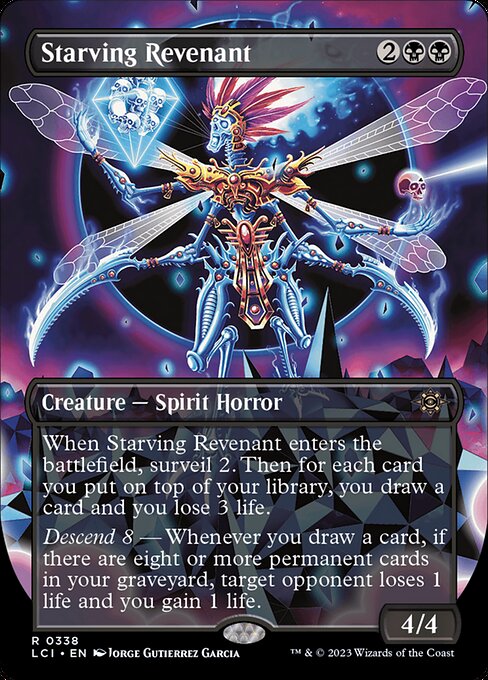 Starving Revenant 2
Creature — Spirit Horror
When Starving Revenant enters the
battlefield, surveil 2. Then for each card
you put on top of your library, you draw a
card and you lose 3 life.
Descend 8 — Whenever you draw a card, if
there are eight or more permanent cards
in your graveyard, target opponent loses 1
life and you gain 1 life.
4/4
R 0338
LCI • EN Jorge Gutierrez Garcia
™ & © 2023 Wizards of the Coast